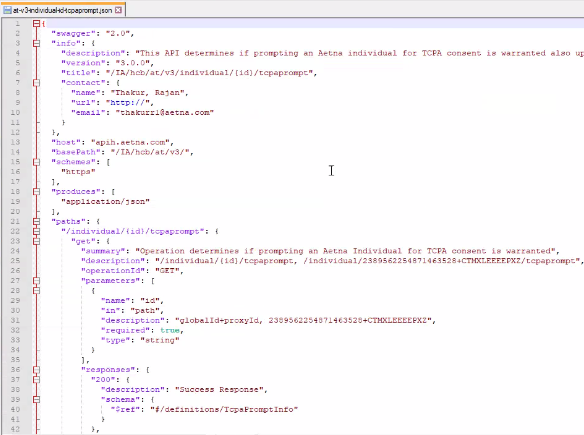 at-v3-individual-id-tcpaprompt.json
1 {
2 "swagger": "2.0",
3 "info": {
4 "description": "This API determines if prompting an Aetna individual for TCPA consent is warranted also up
5 "version": "3.0.0",
6 "title": "/IA/hcb/at/v3/individual/{id}/tcpaprompt",
7 "contact": {
8 "name": "Thakur, Rajan",
9 "url": "http://",
10 "email": "thakurr1@aetna.com"
11 }
12 },
13 "host": "apih.aetna.com",
14 "basePath": "/IA/hcb/at/v3/",
15 "schemes": [
16 "https"
17 ],
18 "produces": [
19 "application/json"
20 ],
21 "paths": {
22 "/individual/{id}/tcpaprompt": {
23 "get": {
24 "summary": "Operation determines if prompting an Aetna Individual for TCPA consent is warranted",
25 "description": "/individual/{id}/tcpaprompt, /individual/2389562254871463528+CTMXLEEEEPXZ/tcpaprompt",
26 "operationId": "GET",
27 "parameters": [
28 {
29 "name": "id",
30 "in": "path",
31 "description": "globalId+proxyId, 2389562254871463528+CTMXLEEEEPXZ",
32 "required": true,
33 "type": "string"
34 }
35 ],
36 "responses": {
37 "200": {
38 "description": "Success Response",
39 "schema": {
40 "$ref": "#/definitions/TcpaPromptInfo"
41 }
42 },